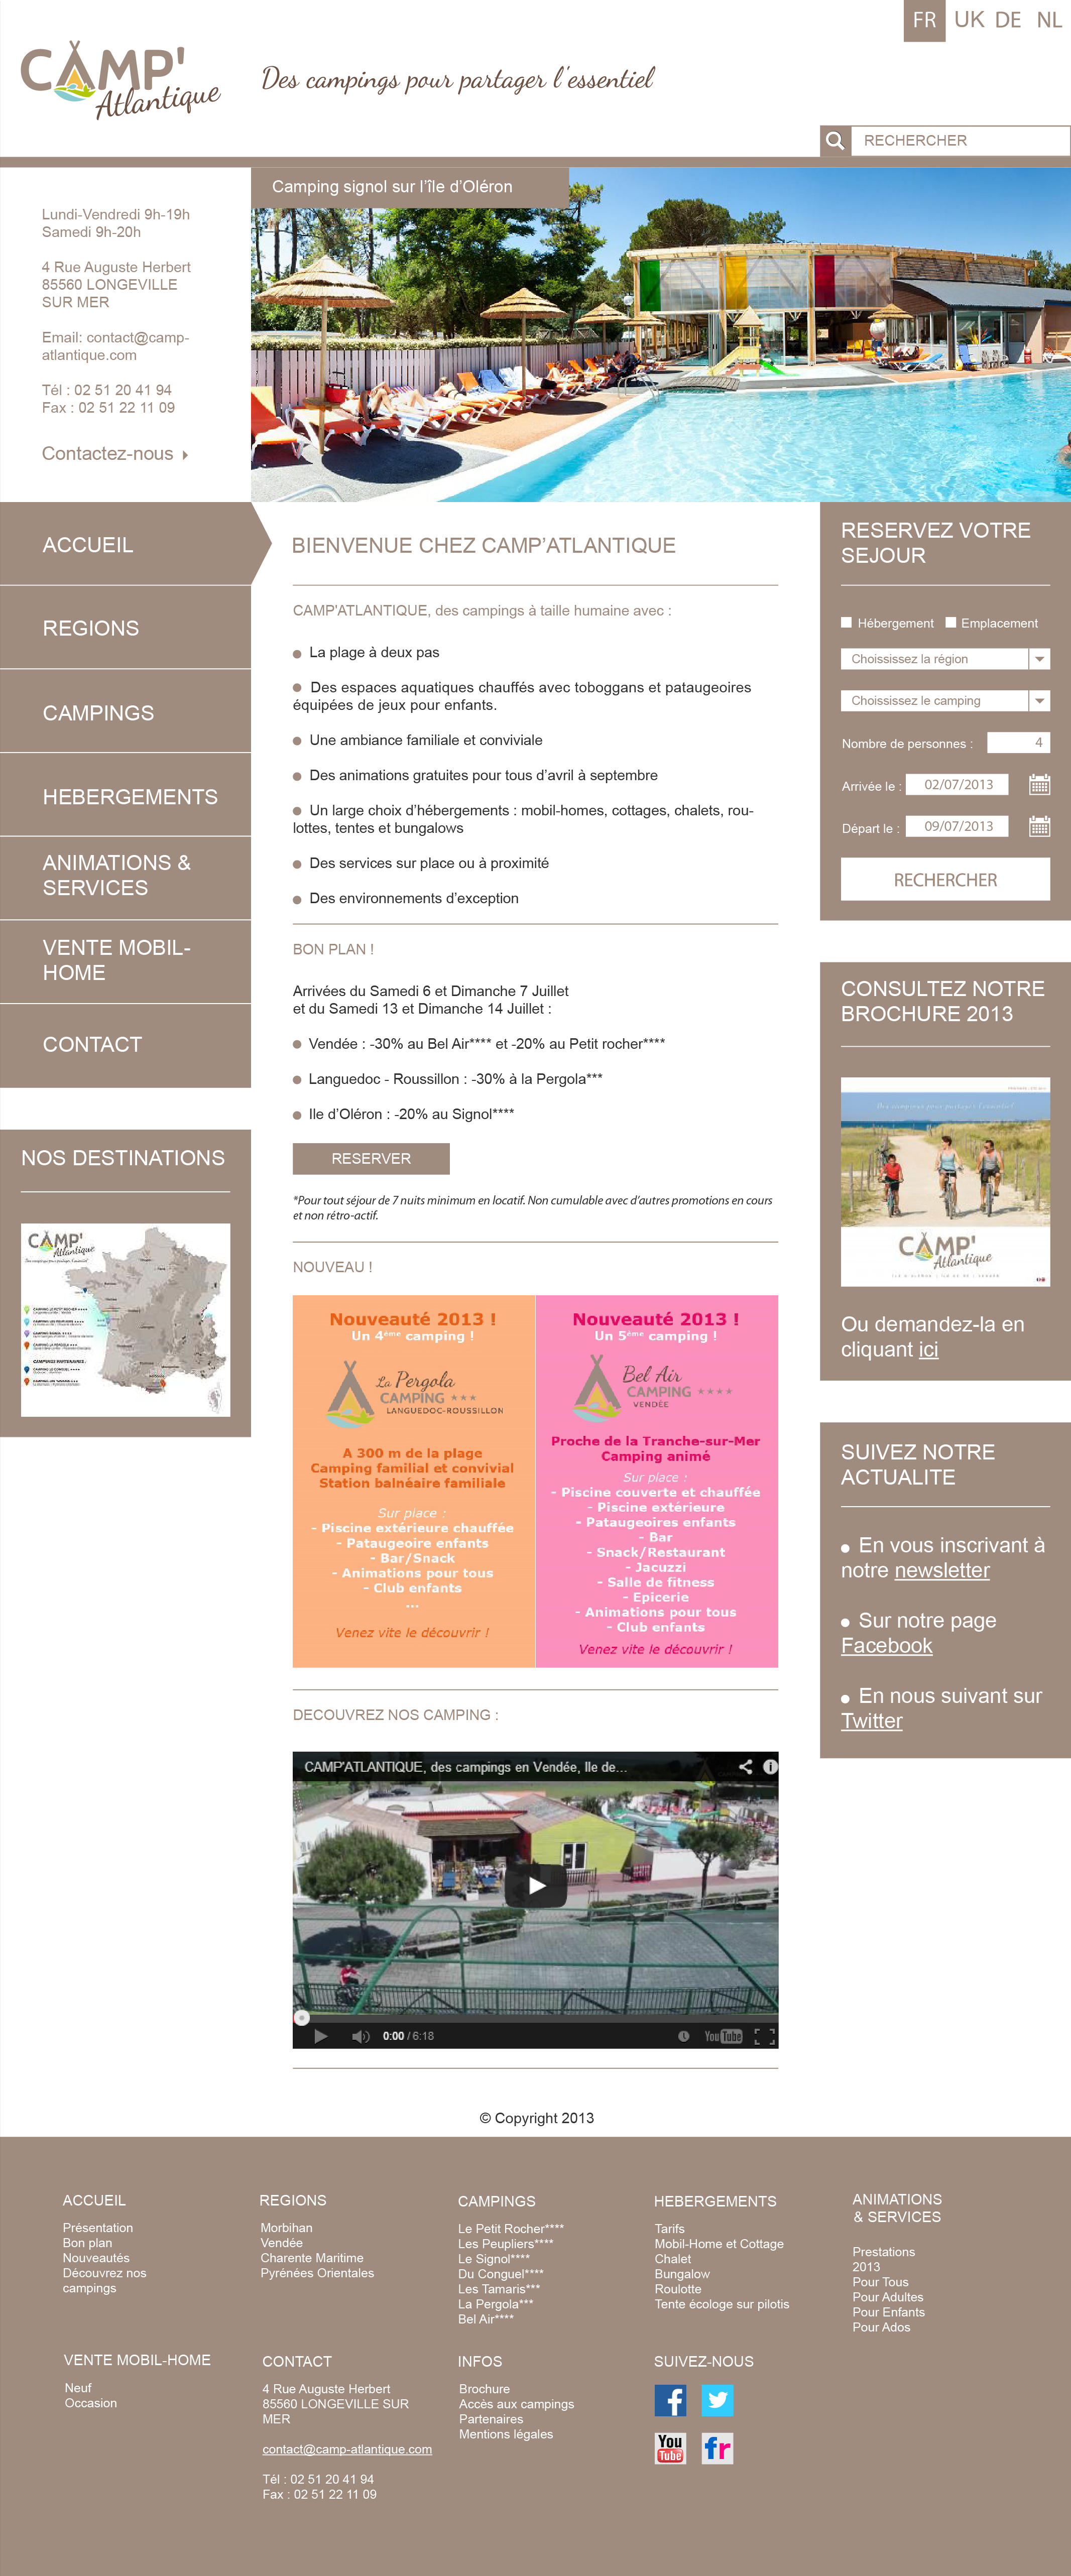 FR UK DE NL
CAMP'
Atlantique
Des campings pour partager l'essentiel
RECHERCHER
Camping signol sur l'île d'Oléron
Lundi-Vendredi 9h-19h
Samedi 9h-20h
4 Rue Auguste Herbert
85560 LONGEVILLE
SUR MER
Email: contact@camp-
atlantique.com
Tél : 02 51 20 41 94
Fax : 02 51 22 11 09
Contactez-nous
ACCUEIL
REGIONS
CAMPINGS
HEBERGEMENTS
ANIMATIONS &
SERVICES
VENTE MOBIL-
HOME
CONTACT
NOS DESTINATIONS
CAMP'
Atlantique
BIENVENUE CHEZ CAMP'ATLANTIQUE
CAMP'ATLANTIQUE, des campings à taille humaine avec :
La plage à deux pas
Des espaces aquatiques chauffés avec toboggans et pataugeoires
équipées de jeux pour enfants.
Une ambiance familiale et conviviale
Des animations gratuites pour tous d'avril à septembre
Un large choix d'hébergements : mobil-homes, cottages, chalets, rou-
lottes, tentes et bungalows
Des services sur place ou à proximité
Des environnements d'exception
BON PLAN !
Arrivées du Samedi 6 et Dimanche 7 Juillet
et du Samedi 13 et Dimanche 14 Juillet :
Vendée : -30% au Bel Air**** et -20% au Petit rocher****
Languedoc - Roussillon : -30% à la Pergola***
Ile d'Oléron : -20% au Signol****
RESERVER
*Pour tout séjour de 7 nuits minimum en locatif. Non cumulable avec d'autres promotions en cours
et non rétro-actif.
NOUVEAU !
Nouveauté 2013 !
Un 4ème camping !
La Pergola
CAMPING ★★★
LANGUEDOC-ROUSSILLON
A 300 m de la plage
Camping familial et convivial
Station balnéaire familiale
Sur place :
- Piscine extérieure chauffée
- Pataugeoire enfants
- Bar/Snack
- Animations pour tous
- Club enfants
...
Venez vite le découvrir !
Nouveauté 2013 !
Un 5ème camping !
Bel Air
CAMPING ★★★★
VENDÉE
Proche de la Tranche-sur-Mer
Camping animé
Sur place :
- Piscine couverte et chauffée
- Piscine extérieure
- Pataugeoires enfants
- Bar
- Snack/Restaurant
- Jacuzzi
- Salle de fitness
- Epicerie
- Animations pour tous
- Club enfants
Venez vite le découvrir !
DECOUVREZ NOS CAMPING :
CAMP'ATLANTIQUE, des campings en Vendée, Ile de...
0:00 / 6:18
YouTube
RESERVEZ VOTRE
SEJOUR
Hébergement Emplacement
Choississez la région
Choississez le camping
Nombre de personnes : 4
Arrivée le : 02/07/2013
Départ le : 09/07/2013
RECHERCHER
CONSULTEZ NOTRE
BROCHURE 2013
Des campings pour partager l'essentiel
CAMP'
Atlantique
Ou demandez-la en
cliquant ici
SUIVEZ NOTRE
ACTUALITE
En vous inscrivant à
notre newsletter
Sur notre page
Facebook
En nous suivant sur
Twitter
© Copyright 2013
ACCUEIL
Présentation
Bon plan
Nouveautés
Découvrez nos
campings
REGIONS
Morbihan
Vendée
Charente Maritime
Pyrénées Orientales
CAMPINGS
Le Petit Rocher****
Les Peupliers****
Le Signol****
Du Conguel****
Les Tamaris***
La Pergola***
Bel Air****
HEBERGEMENTS
Tarifs
Mobil-Home et Cottage
Chalet
Bungalow
Roulotte
Tente écologe sur pilotis
ANIMATIONS
& SERVICES
Prestations
2013
Pour Tous
Pour Adultes
Pour Enfants
Pour Ados
VENTE MOBIL-HOME
Neuf
Occasion
CONTACT
4 Rue Auguste Herbert
85560 LONGEVILLE SUR
MER
contact@camp-atlantique.com
Tél : 02 51 20 41 94
Fax : 02 51 22 11 09
INFOS
Brochure
Accès aux campings
Partenaires
Mentions légales
SUIVEZ-NOUS
f
You
Tube
fr